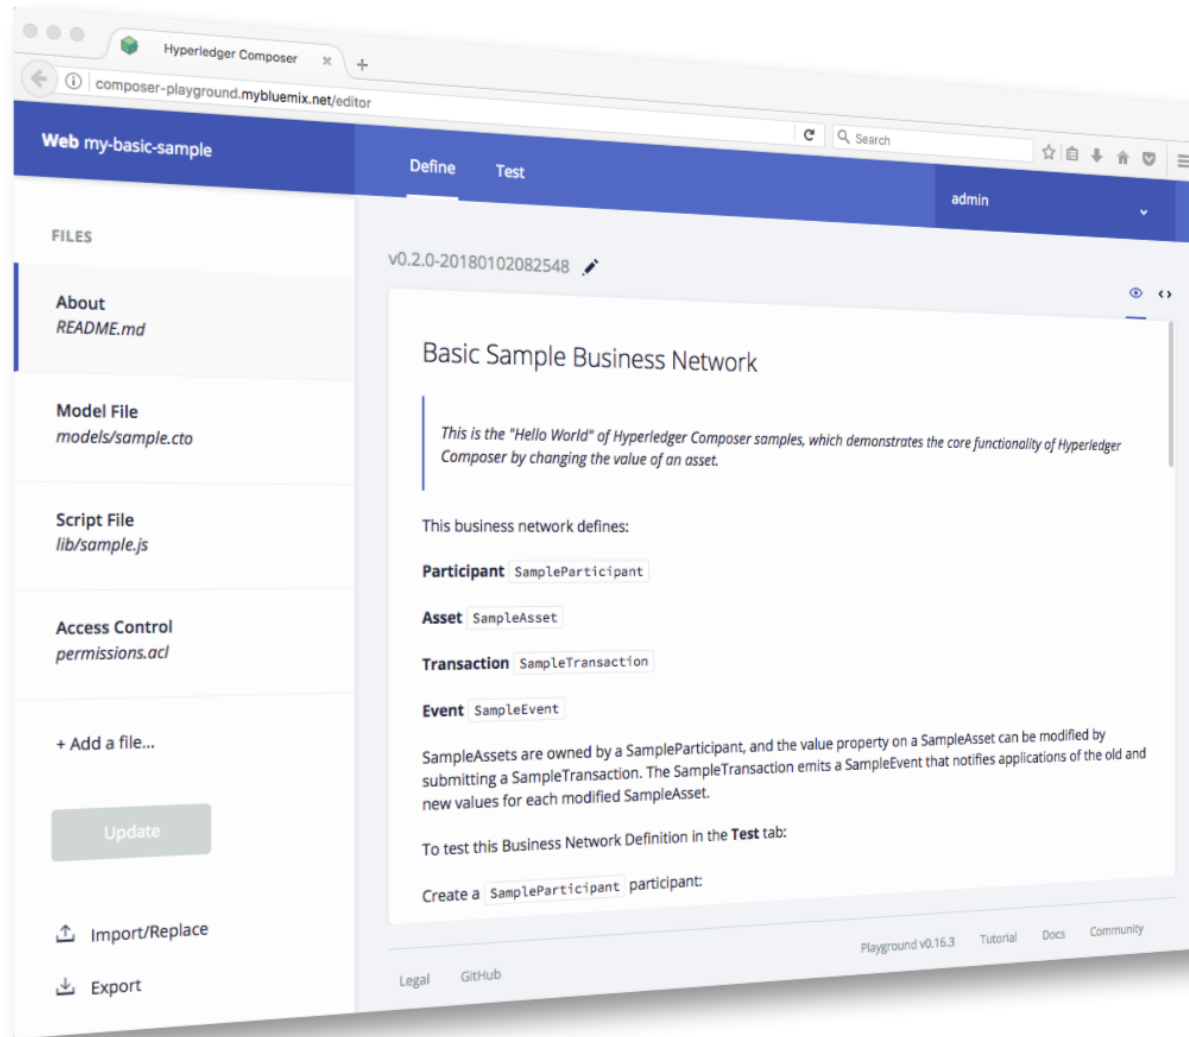 Hyperledger Composer
composer-playground.mybluemix.net/editor
Search
Web my-basic-sample
Define
Test
admin
FILES
About
README.md
Model File
models/sample.cto
Script File
lib/sample.js
Access Control
permissions.acl
+ Add a file...
Update
Import/Replace
Export
v0.2.0-20180102082548
Basic Sample Business Network
This is the "Hello World" of Hyperledger Composer samples, which demonstrates the core functionality of Hyperledger
Composer by changing the value of an asset.
This business network defines:
Participant SampleParticipant
Asset SampleAsset
Transaction SampleTransaction
Event SampleEvent
SampleAssets are owned by a SampleParticipant, and the value property on a SampleAsset can be modified by
submitting a SampleTransaction. The SampleTransaction emits a SampleEvent that notifies applications of the old and
new values for each modified SampleAsset.
To test this Business Network Definition in the Test tab:
Create a SampleParticipant participant:
Legal
GitHub
Playground v0.16.3
Tutorial
Docs
Community